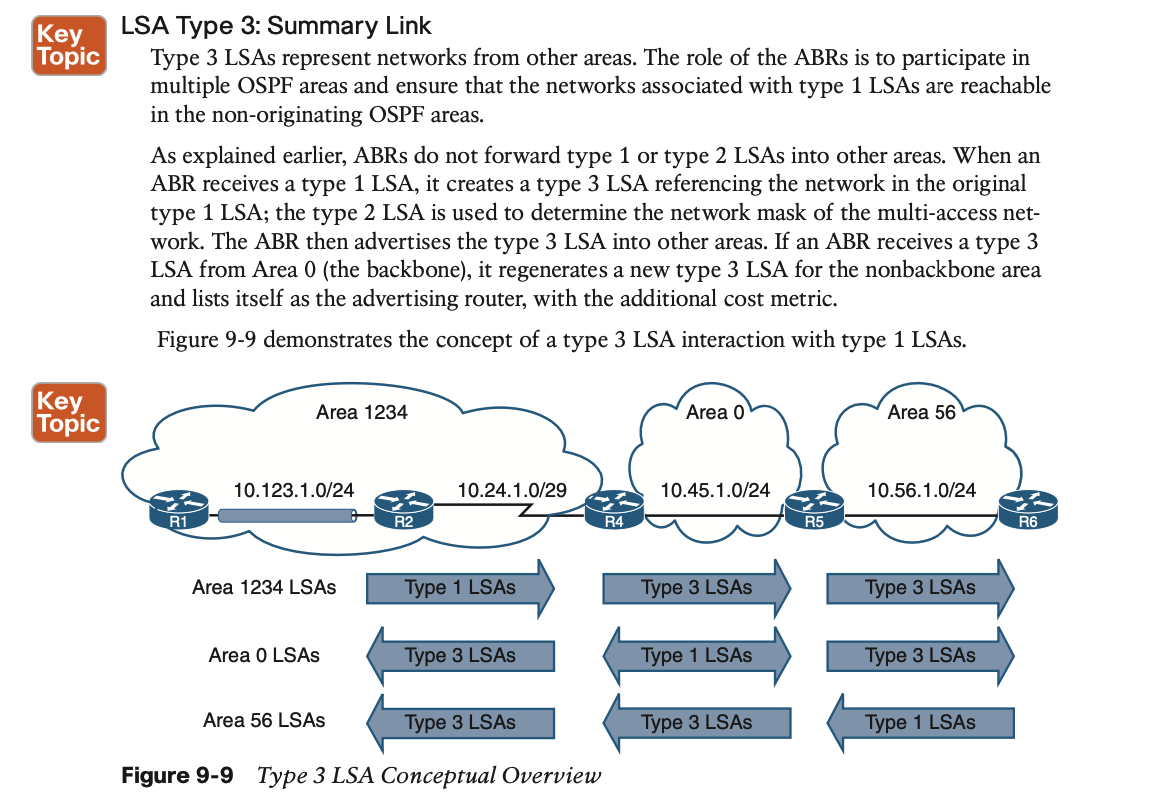 Key
Topic
LSA Type 3: Summary Link
Type 3 LSAs represent networks from other areas. The role of the ABRs is to participate in
multiple OSPF areas and ensure that the networks associated with type 1 LSAs are reachable
in the non-originating OSPF areas.
As explained earlier, ABRs do not forward type 1 or type 2 LSAs into other areas. When an
ABR receives a type 1 LSA, it creates a type 3 LSA referencing the network in the original
type 1 LSA; the type 2 LSA is used to determine the network mask of the multi-access net-
work. The ABR then advertises the type 3 LSA into other areas. If an ABR receives a type 3
LSA from Area 0 (the backbone), it regenerates a new type 3 LSA for the nonbackbone area
and lists itself as the advertising router, with the additional cost metric.
Figure 9-9 demonstrates the concept of a type 3 LSA interaction with type 1 LSAs.
Key
Topic
Area 1234 Area 0 Area 56
10.123.1.0/24 10.24.1.0/29 10.45.1.0/24 10.56.1.0/24
R1 R2 R4 R5 R6
Area 1234 LSAs Type 1 LSAs Type 3 LSAs Type 3 LSAs
Area 0 LSAs Type 3 LSAs Type 1 LSAs Type 3 LSAs
Area 56 LSAs Type 3 LSAs Type 3 LSAs Type 1 LSAs
Figure 9-9 Type 3 LSA Conceptual Overview